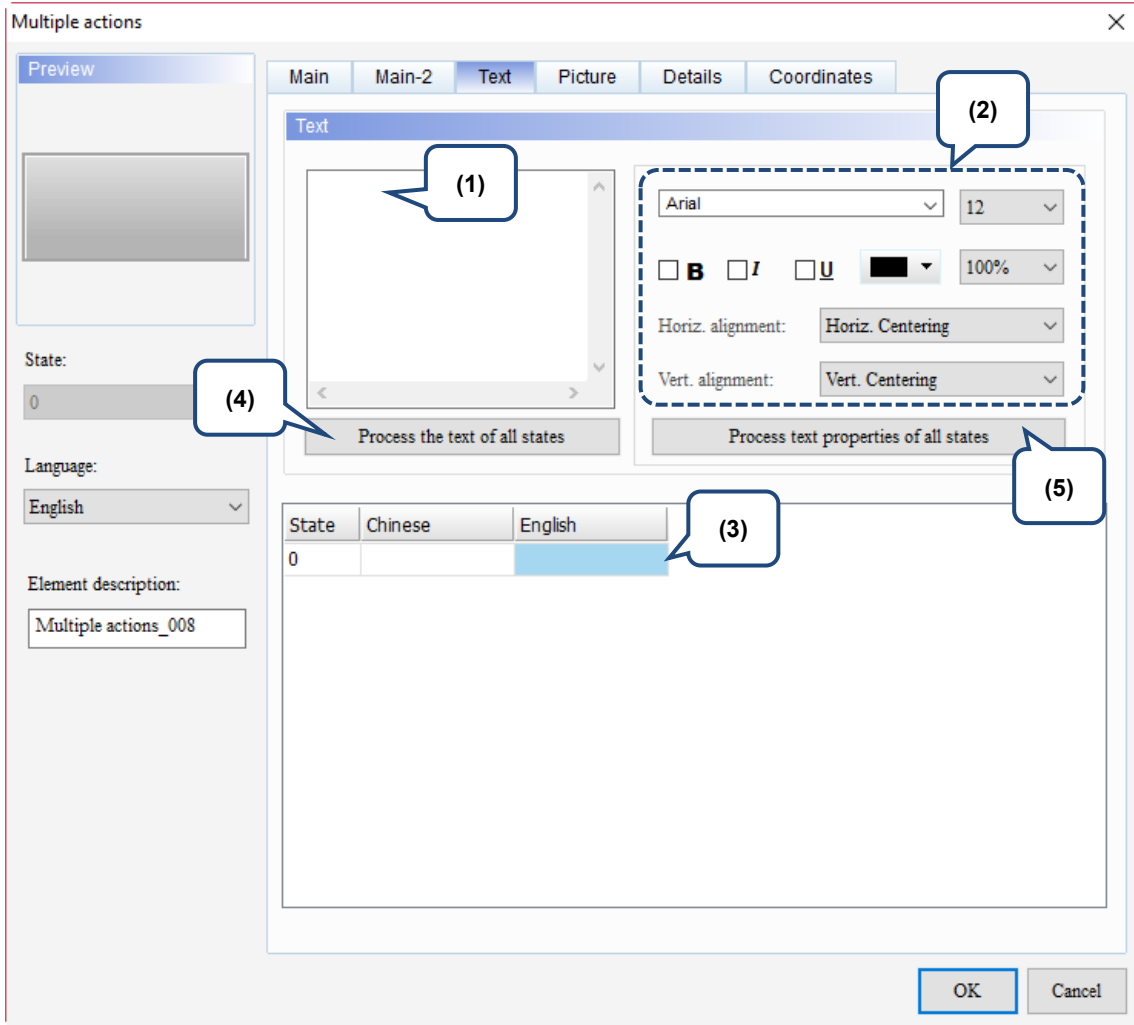 Multiple actions
Preview
Main Main-2 Text Picture Details Coordinates
(2)
Text
(1)
Arial 12
B I U 100%
Horiz. alignment: Horiz. Centering
State:
Vert. alignment: Vert. Centering
0
(4)
Process the text of all states Process text properties of all states
Language:
(5)
English
State Chinese English
(3)
0
Element description:
Multiple actions_008
OK Cancel